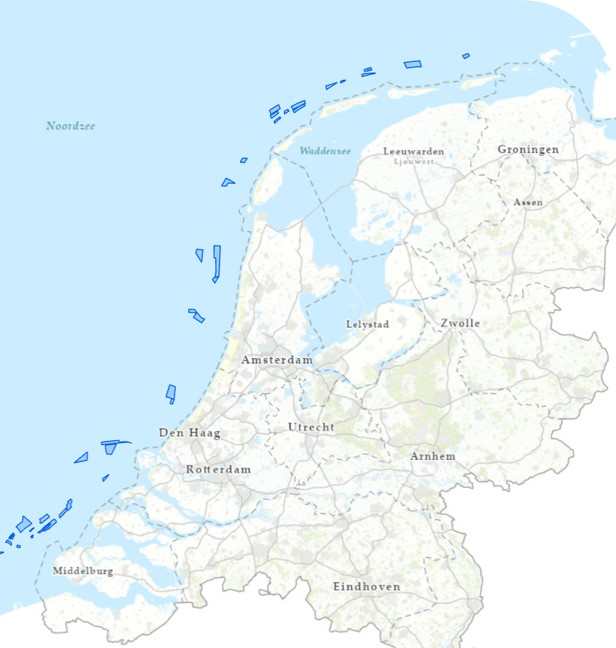 Noordzee
Waddenzee
Leeuwarden
Ljouwert
Groningen
Assen
Lelystad
Zwolle
Amsterdam
Utrecht
Den Haag
Arnhem
Rotterdam
Middelburg
Eindhoven